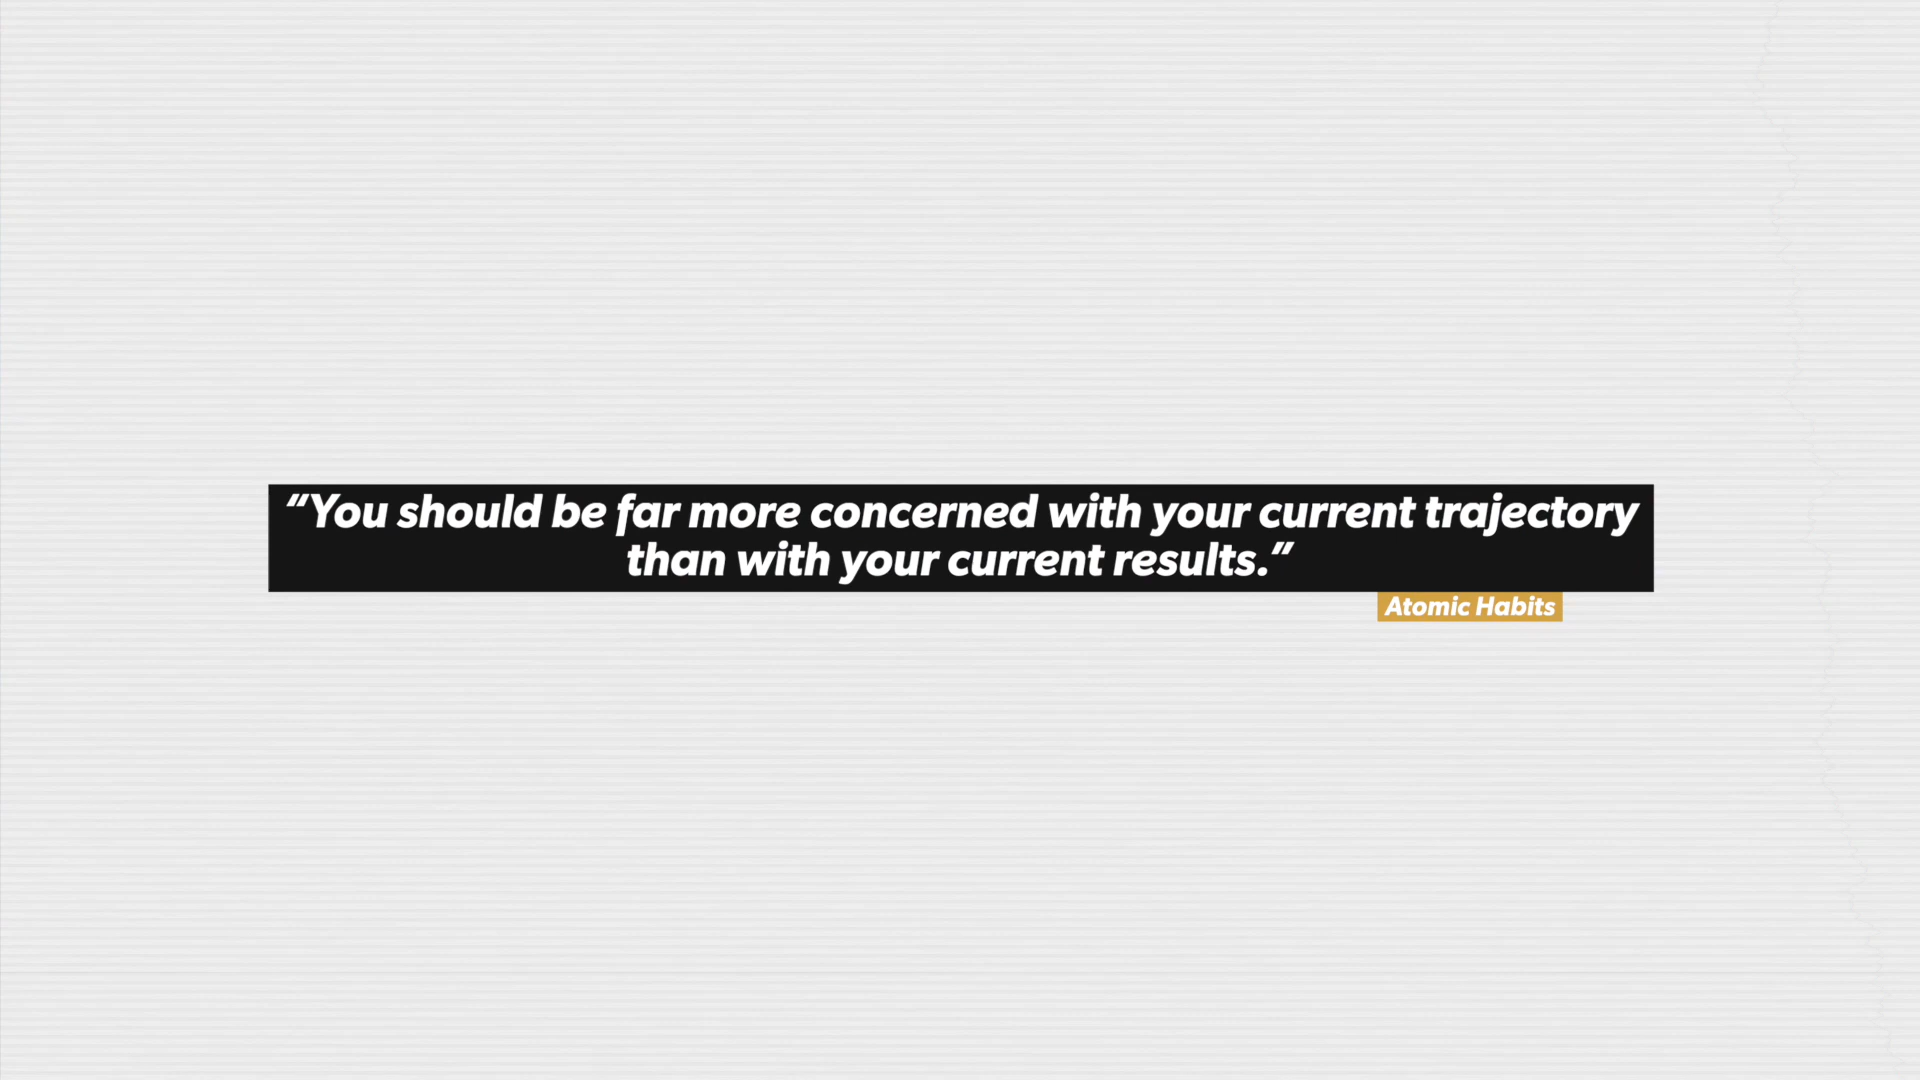 “You should be far more concerned with your current trajectory
than with your current results.”
Atomic Habits